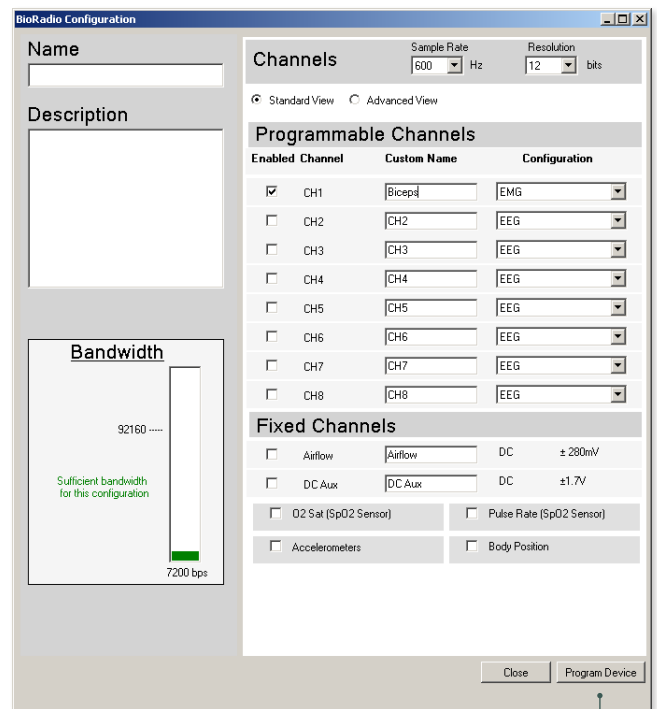 BioRadio Configuration
Name
Description
Bandwidth
92160 -----
Sufficient bandwidth
for this configuration
7200 bps
Channels
Sample Rate
600 Hz
Resolution
12 bits
Standard View Advanced View
Programmable Channels
Enabled Channel Custom Name Configuration
CH1 Biceps EMG
CH2 CH2 EEG
CH3 CH3 EEG
CH4 CH4 EEG
CH5 CH5 EEG
CH6 CH6 EEG
CH7 CH7 EEG
CH8 CH8 EEG
Fixed Channels
Airflow Airflow DC ± 280mV
DC Aux DC Aux DC ±1.7V
O2 Sat (SpO2 Sensor) Pulse Rate (SpO2 Sensor)
Accelerometers Body Position
Close Program Device